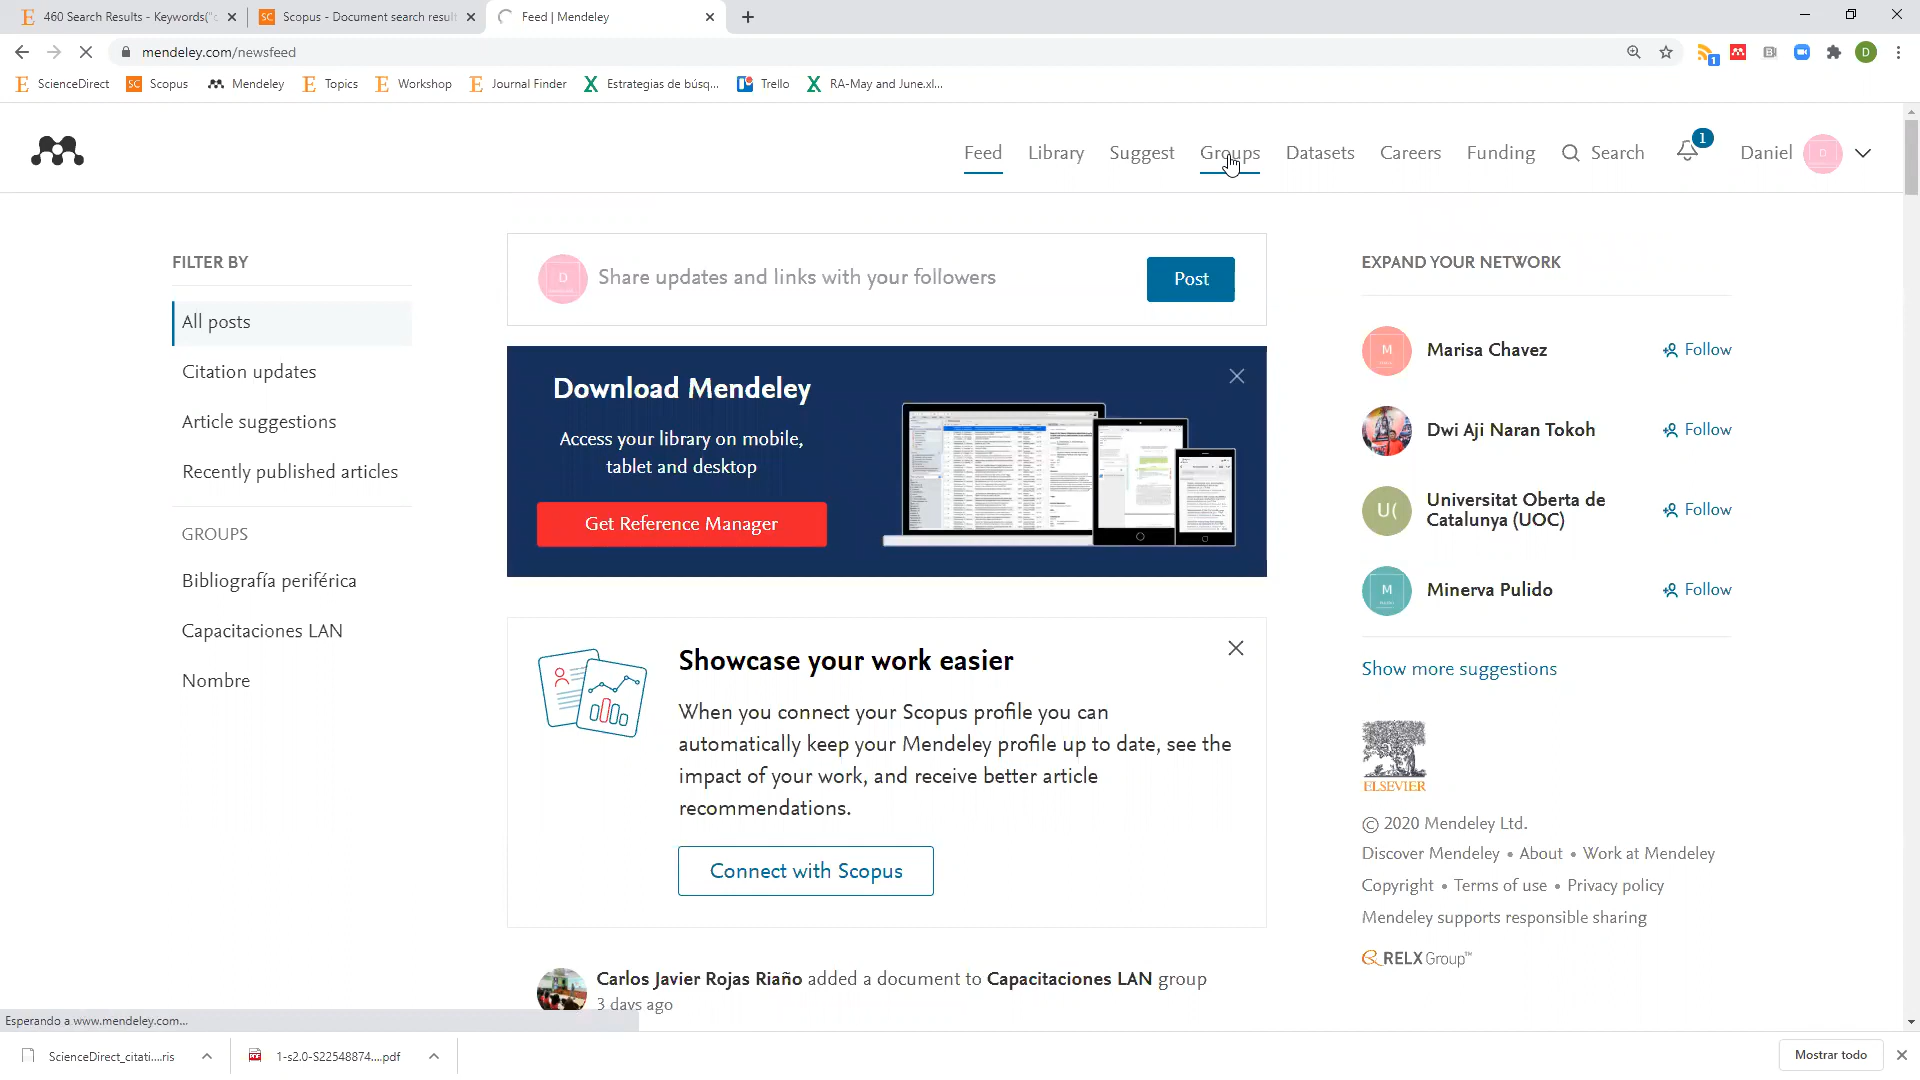 460 Search Results - Keywords("c
Scopus - Document search result
Feed | Mendeley
mendeley.com/newsfeed
ScienceDirect
Scopus
Mendeley
Topics
Workshop
Journal Finder
Estrategias de búsq...
Trello
RA-May and June.xl...
Feed
Library
Suggest
Groups
Datasets
Careers
Funding
Search
1
Daniel
FILTER BY
All posts
Citation updates
Article suggestions
Recently published articles
GROUPS
Bibliografía periférica
Capacitaciones LAN
Nombre
Share updates and links with your followers
Post
Download Mendeley
Access your library on mobile,
tablet and desktop
Get Reference Manager
Showcase your work easier
When you connect your Scopus profile you can
automatically keep your Mendeley profile up to date, see the
impact of your work, and receive better article
recommendations.
Connect with Scopus
Carlos Javier Rojas Riaño added a document to Capacitaciones LAN group
3 days ago
EXPAND YOUR NETWORK
Marisa Chavez
Follow
Dwi Aji Naran Tokoh
Follow
U(
Universitat Oberta de
Catalunya (UOC)
Follow
Minerva Pulido
Follow
Show more suggestions
ELSEVIER
© 2020 Mendeley Ltd.
Discover Mendeley • About • Work at Mendeley
Copyright • Terms of use • Privacy policy
Mendeley supports responsible sharing
RELX Group™
Esperando a www.mendeley.com...
ScienceDirect_citati....ris
1-s2.0-S22548874....pdf
Mostrar todo